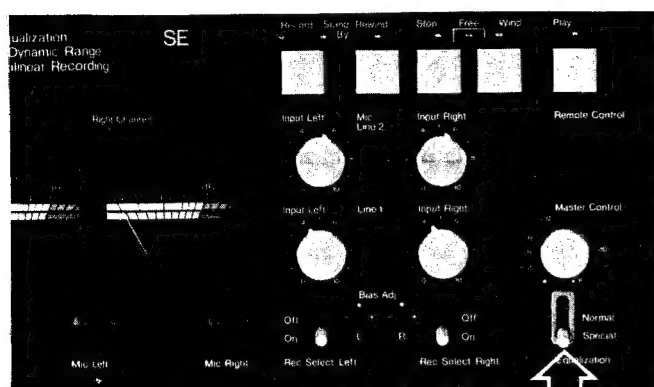 Record Stand By Rewind Stop Free Wind Play
qualization SE
Dynamic Range
linear Recording
Right Channel
Input Left Mic Line 2 Input Right Remote Control
Input Left Line 1 Input Right Master Control
Bias Adj
Off Off Normal
On L R On Special
Mic Left Mic Right Rec Select Left Rec Select Right Equalization